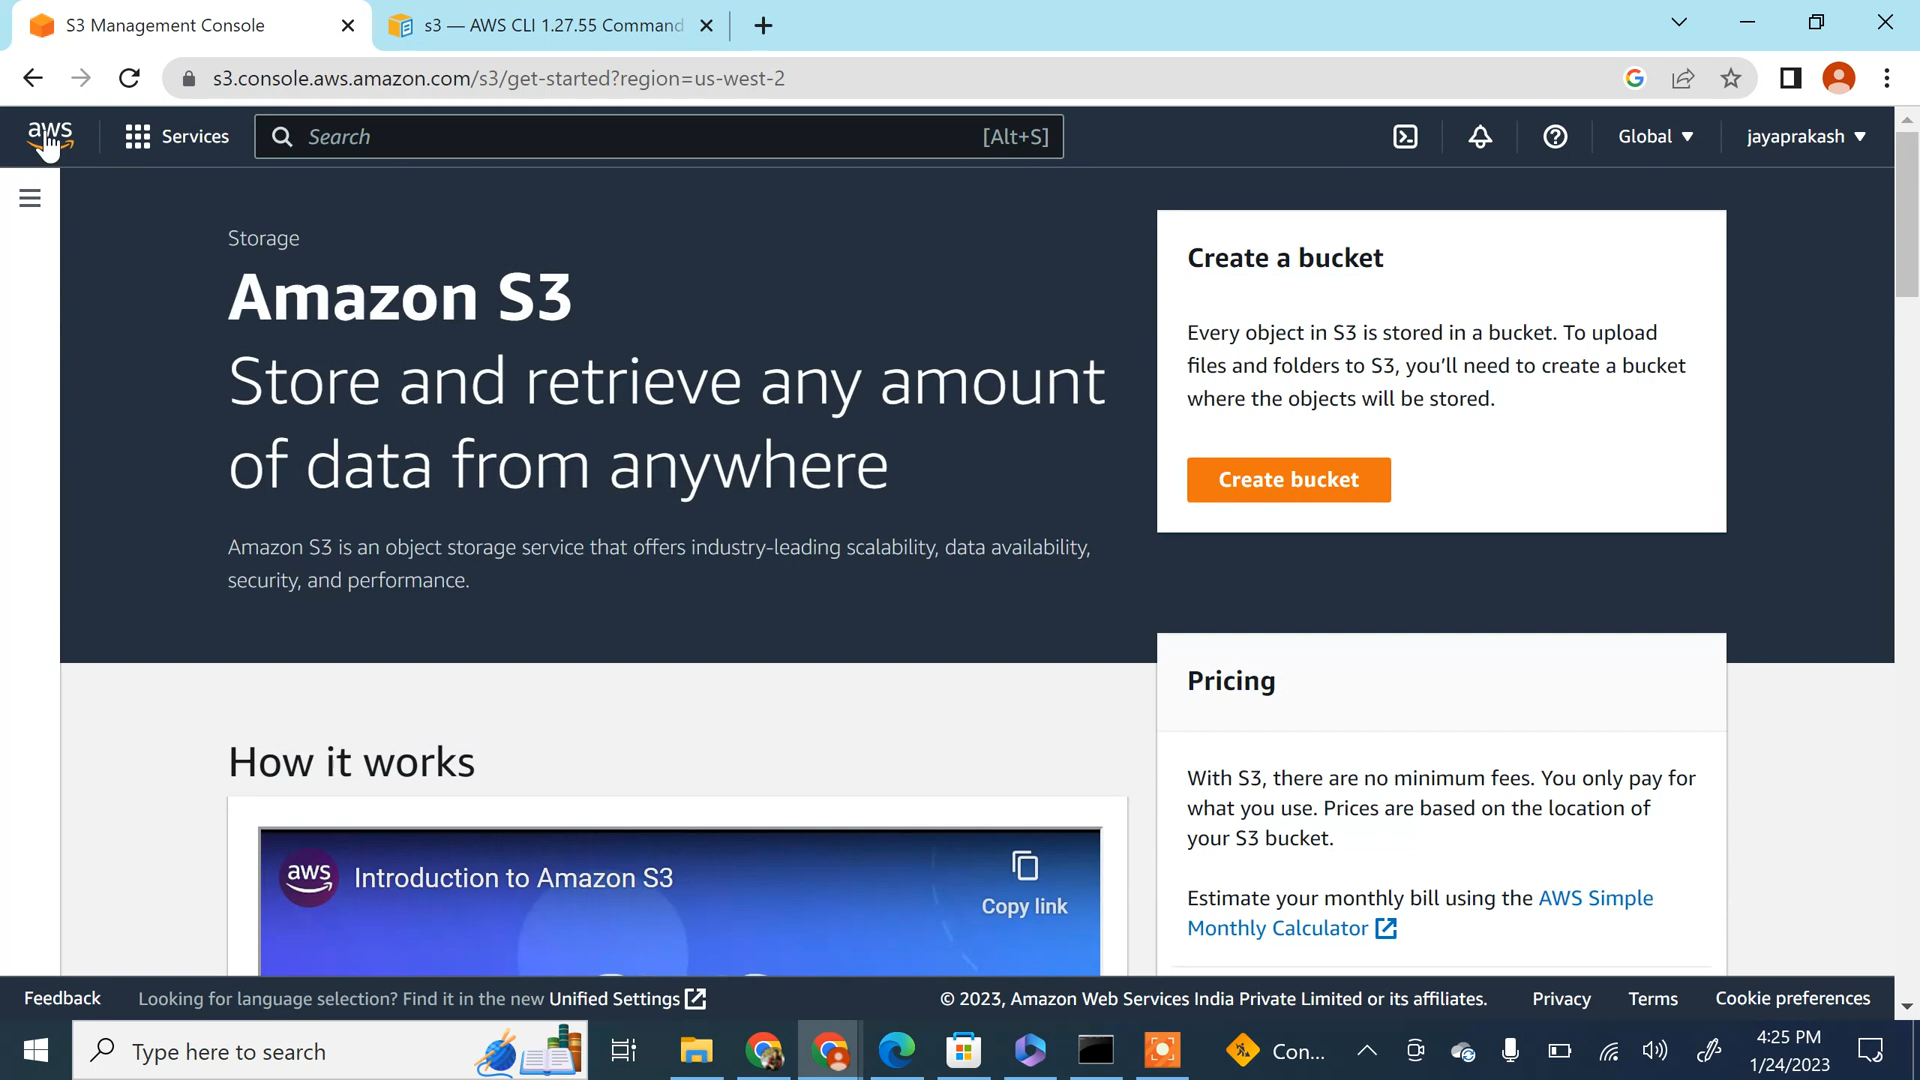 S3 Management Console
s3 — AWS CLI 1.27.55 Command
s3.console.aws.amazon.com/s3/get-started?region=us-west-2
aws
Services
Search
[Alt+S]
Global
jayaprakash
Storage
Amazon S3
Store and retrieve any amount
of data from anywhere
Amazon S3 is an object storage service that offers industry-leading scalability, data availability,
security, and performance.
Create a bucket
Every object in S3 is stored in a bucket. To upload
files and folders to S3, you’ll need to create a bucket
where the objects will be stored.
Create bucket
How it works
aws
Introduction to Amazon S3
Copy link
Pricing
With S3, there are no minimum fees. You only pay for
what you use. Prices are based on the location of
your S3 bucket.
Estimate your monthly bill using the AWS Simple
Monthly Calculator
Feedback
Looking for language selection? Find it in the new Unified Settings
© 2023, Amazon Web Services India Private Limited or its affiliates.
Privacy
Terms
Cookie preferences
Type here to search
Con...
4:25 PM
1/24/2023